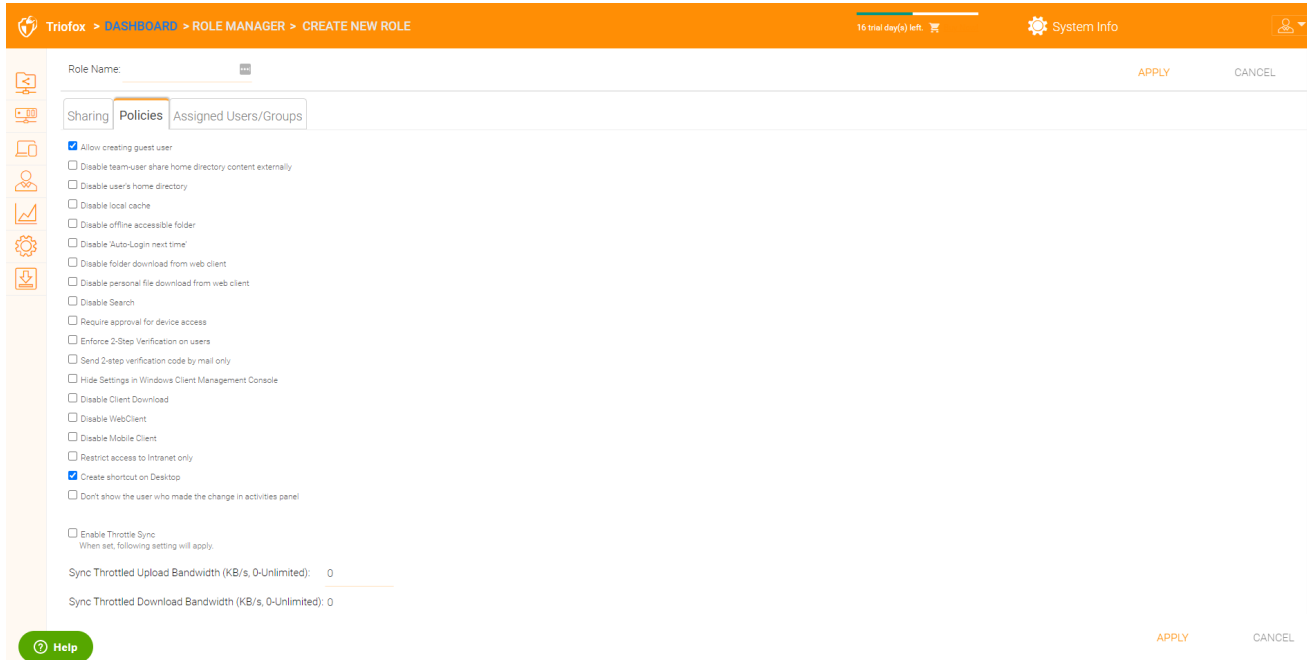 Triofox > DASHBOARD > ROLE MANAGER > CREATE NEW ROLE
16 trial day(s) left.
System Info
Role Name:
APPLY CANCEL
Sharing Policies Assigned Users/Groups
Allow creating guest user
Disable team-user share home directory content externally
Disable user's home directory
Disable local cache
Disable offline accessible folder
Disable 'Auto-Login next time'
Disable folder download from web client
Disable personal file download from web client
Disable Search
Require approval for device access
Enforce 2-Step Verification on users
Send 2-step verification code by mail only
Hide Settings in Windows Client Management Console
Disable Client Download
Disable WebClient
Disable Mobile Client
Restrict access to Intranet only
Create shortcut on Desktop
Don't show the user who made the change in activities panel
Enable Throttle Sync
When set, following setting will apply.
Sync Throttled Upload Bandwidth (KB/s, 0-Unlimited): 0
Sync Throttled Download Bandwidth (KB/s, 0-Unlimited): 0
APPLY CANCEL
Help